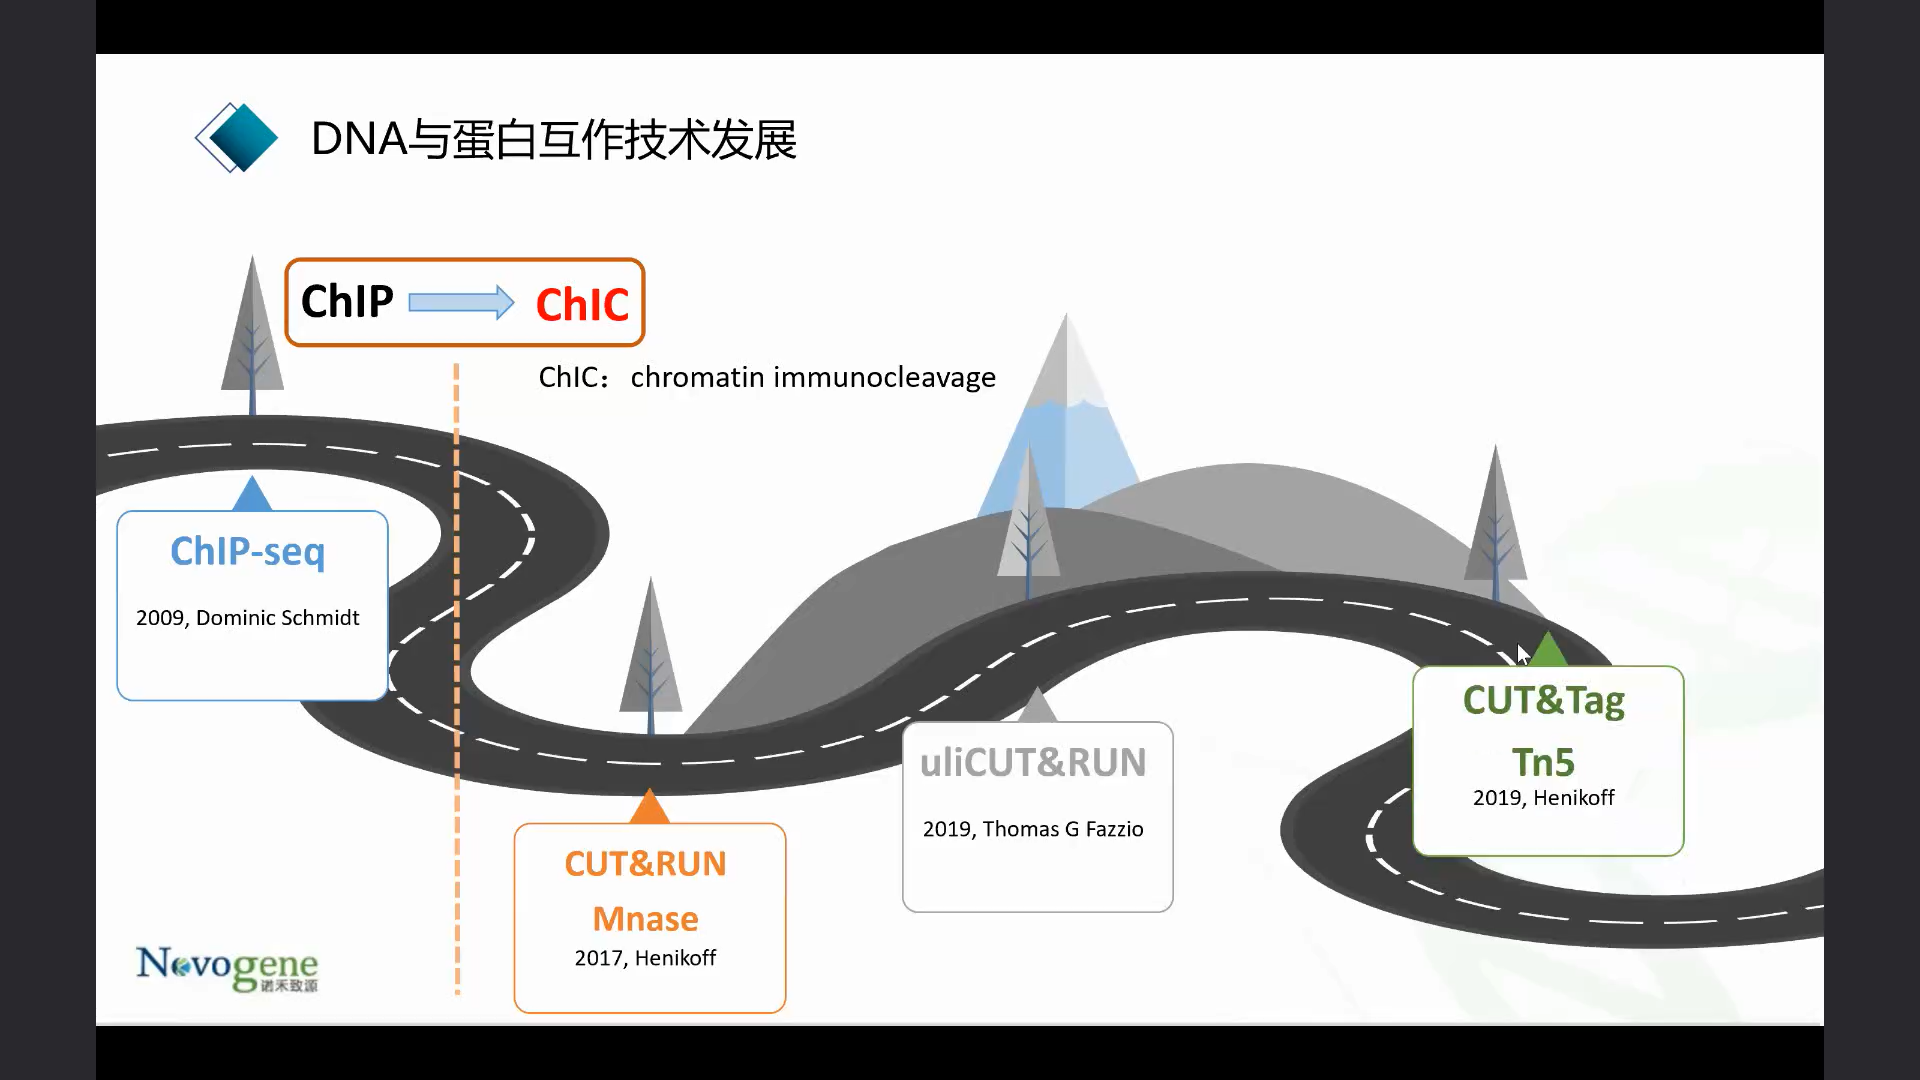 DNA与蛋白互作技术发展
ChIP ChIC
ChIC： chromatin immunocleavage
ChIP-seq
2009, Dominic Schmidt
CUT&RUN
Mnase
2017, Henikoff
uliCUT&RUN
2019, Thomas G Fazzio
CUT&Tag
Tn5
2019, Henikoff
Novogene
诺禾致源